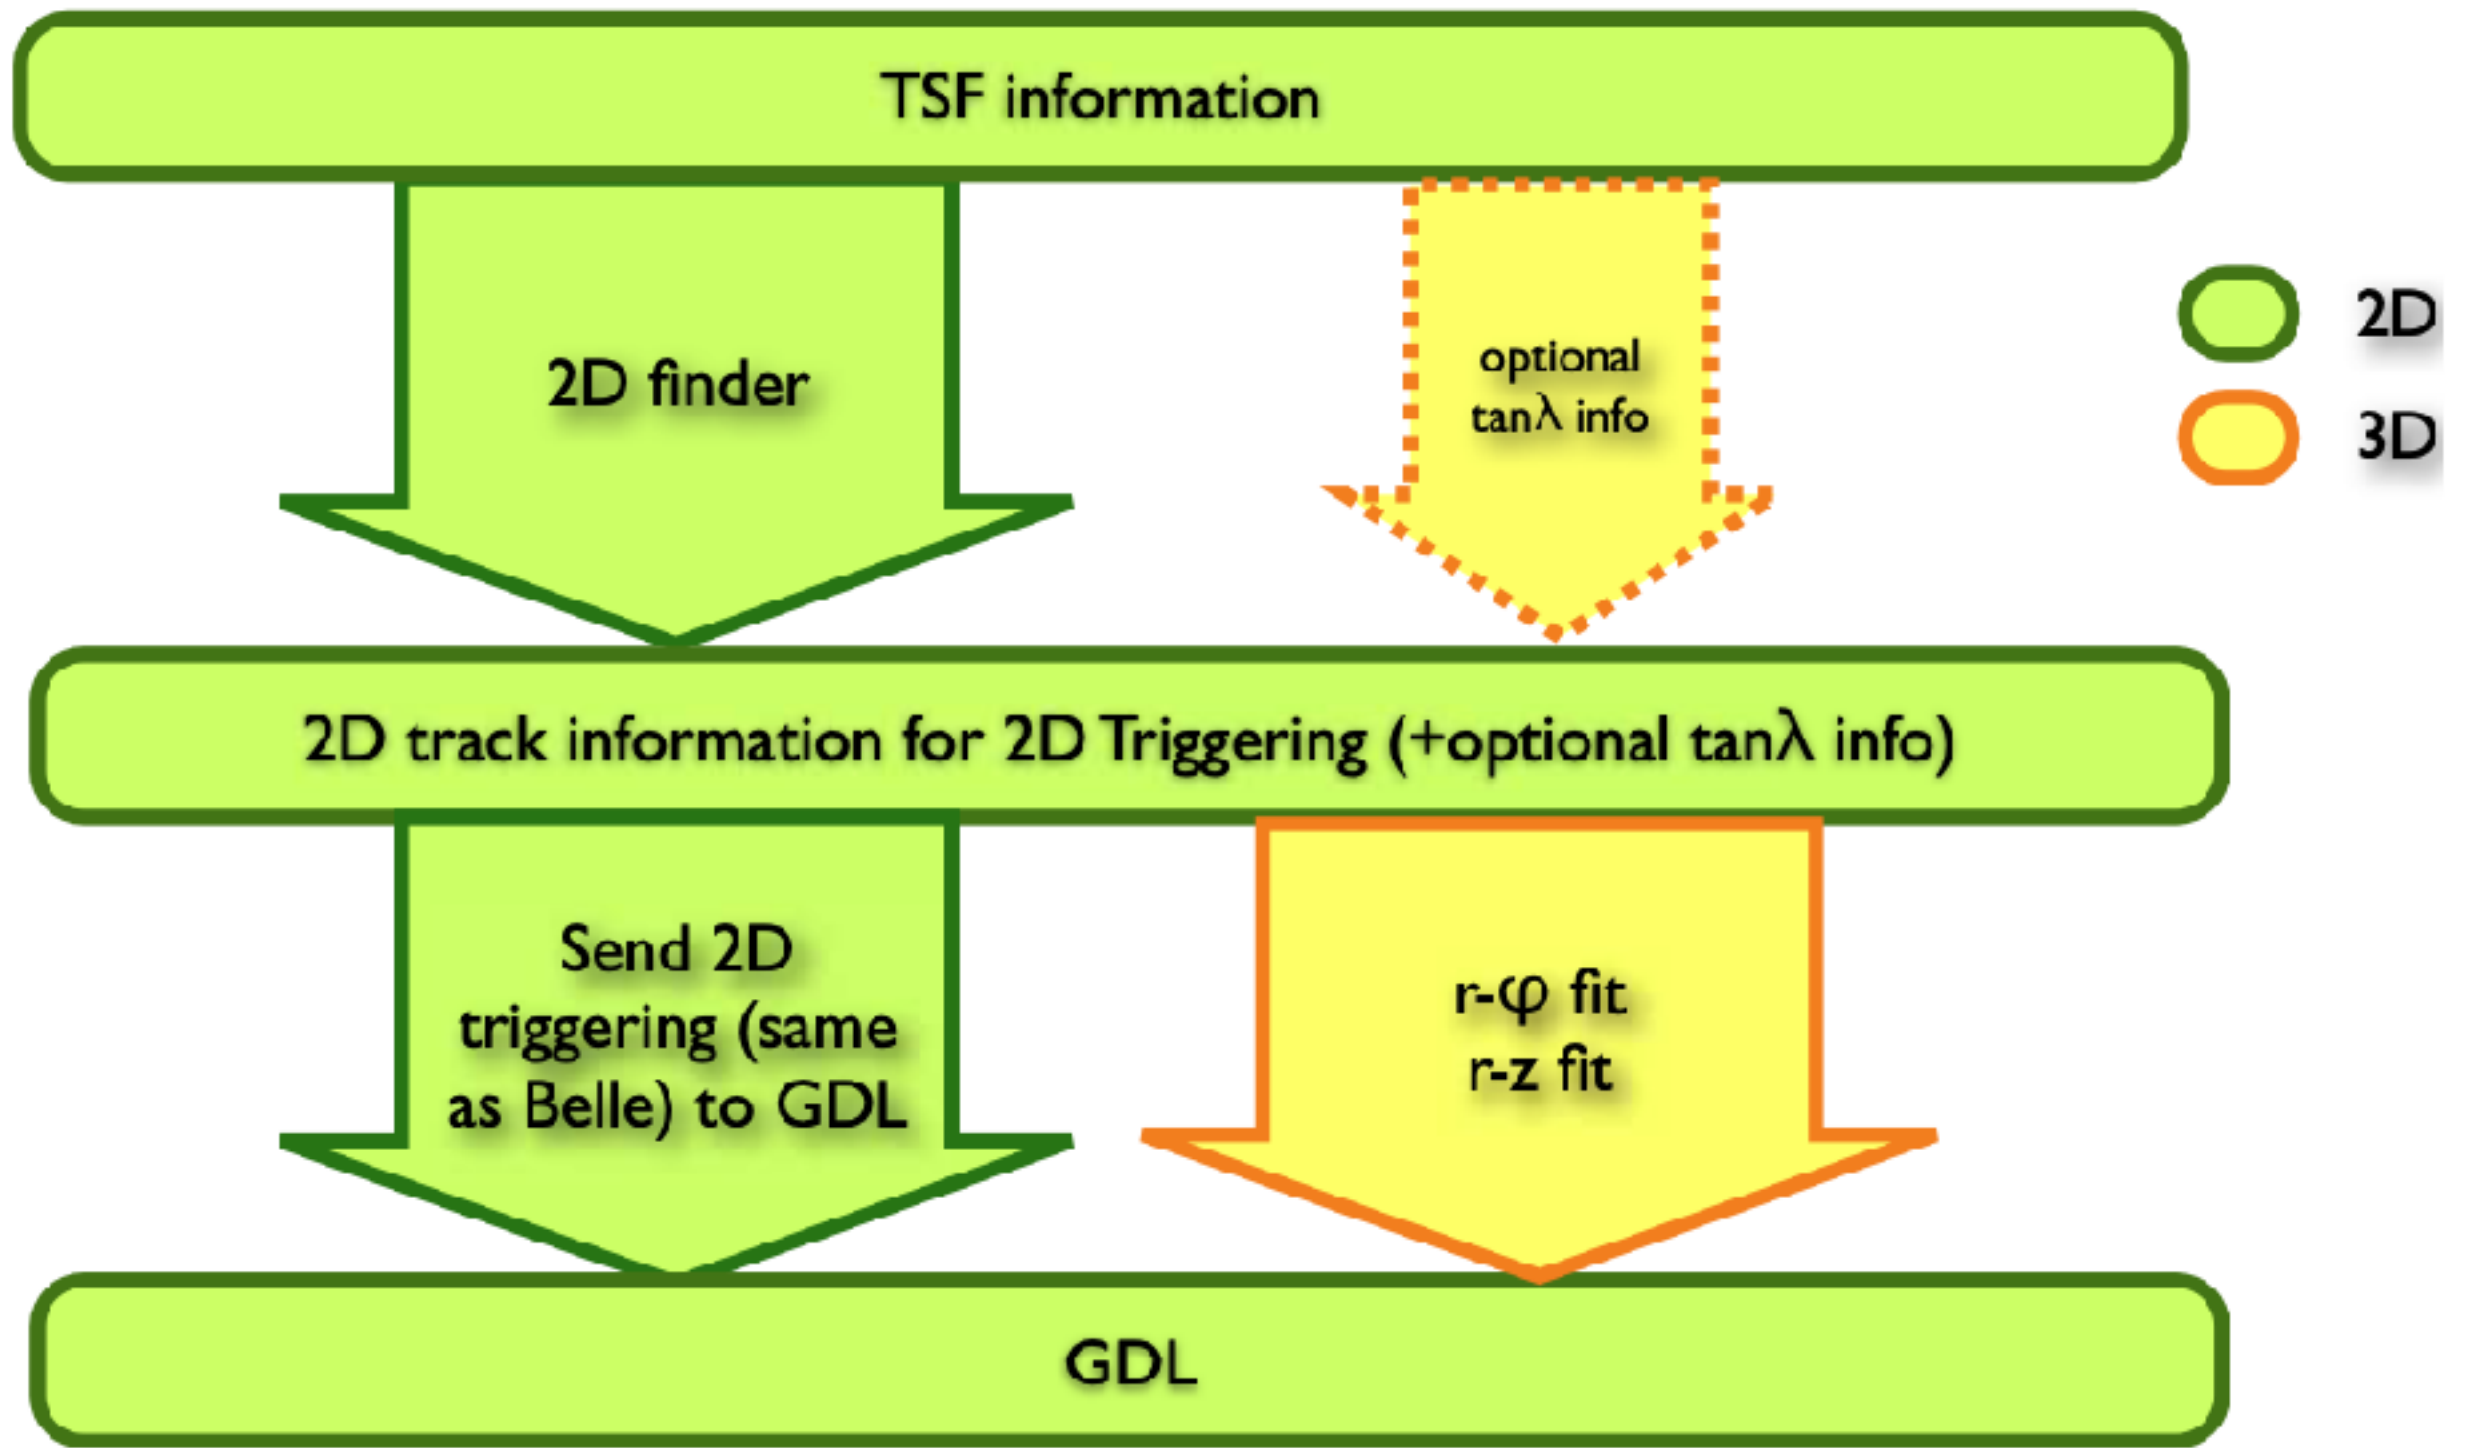 TSF information
2D finder
optional
tanλ info
2D
3D
2D track information for 2D Triggering (+optional tanλ info)
Send 2D
triggering (same
as Belle) to GDL
r-φ fit
r-z fit
GDL